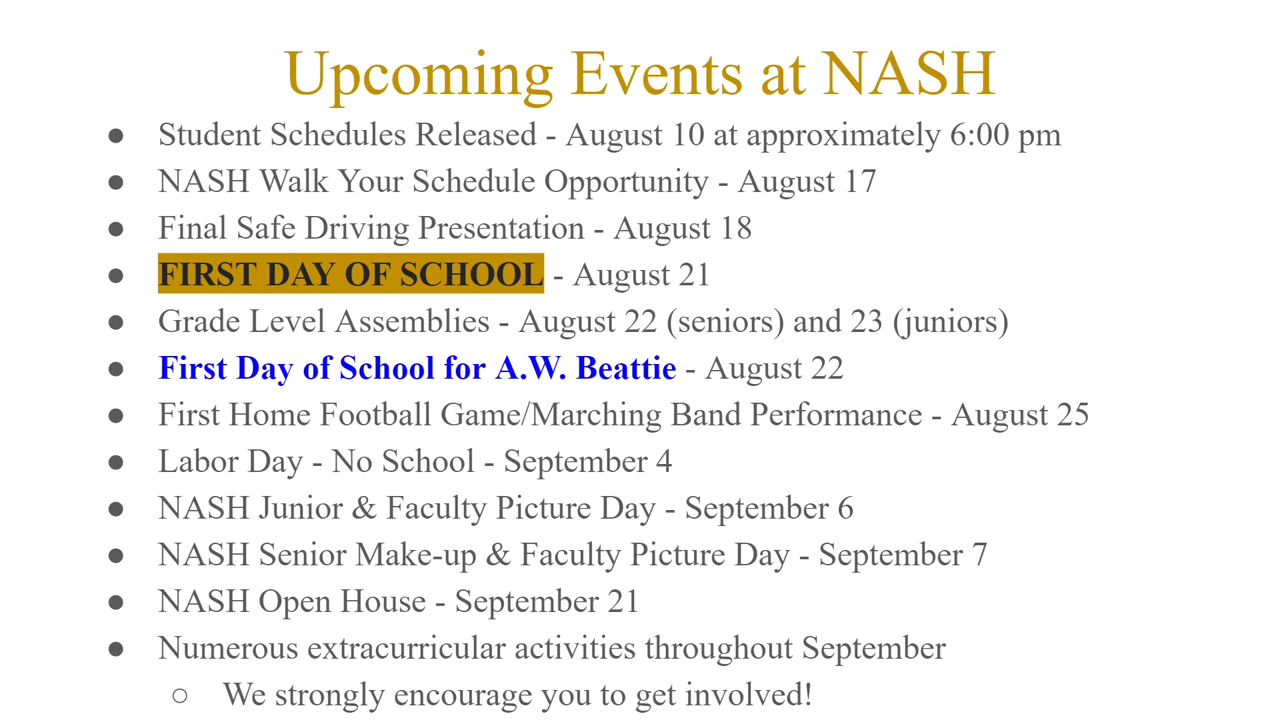 Upcoming Events at NASH
● Student Schedules Released - August 10 at approximately 6:00 pm
● NASH Walk Your Schedule Opportunity - August 17
● Final Safe Driving Presentation - August 18
● FIRST DAY OF SCHOOL - August 21
● Grade Level Assemblies - August 22 (seniors) and 23 (juniors)
● First Day of School for A.W. Beattie - August 22
● First Home Football Game/Marching Band Performance - August 25
● Labor Day - No School - September 4
● NASH Junior & Faculty Picture Day - September 6
● NASH Senior Make-up & Faculty Picture Day - September 7
● NASH Open House - September 21
● Numerous extracurricular activities throughout September
○ We strongly encourage you to get involved!